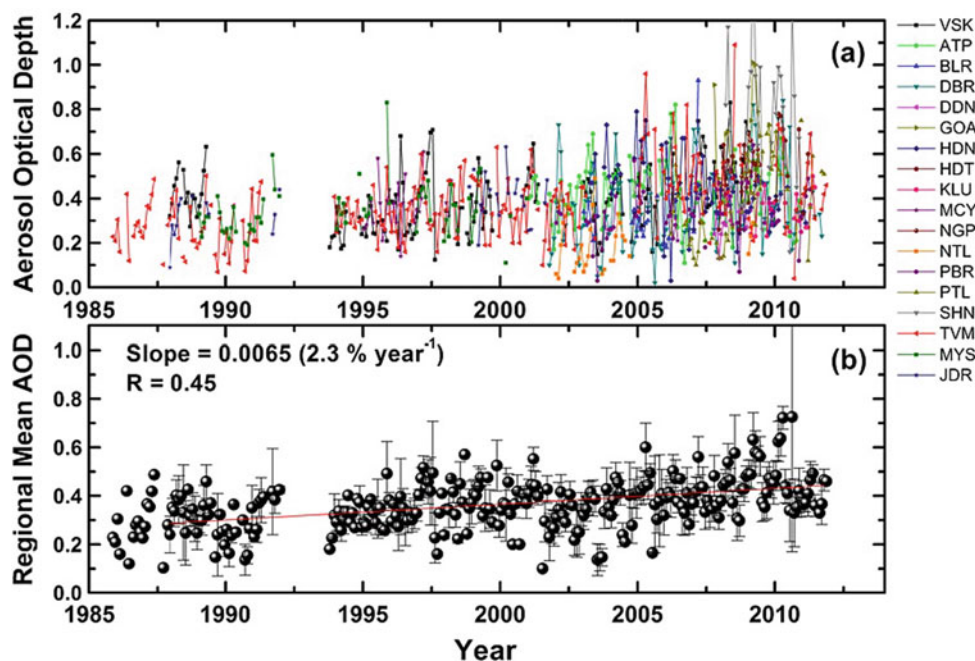 (a)
Aerosol Optical Depth
1.2
1.0
0.8
0.6
0.4
0.2
0.0
1985 1990 1995 2000 2005 2010
VSK
ATP
BLR
DBR
DDN
GOA
HDN
HDT
KLU
MCY
NGP
NTL
PBR
PTL
SHN
TVM
MYS
JDR
Slope = 0.0065 (2.3 % year⁻¹)
R = 0.45
(b)
Regional Mean AOD
1.0
0.8
0.6
0.4
0.2
0.0
1985 1990 1995 2000 2005 2010
Year